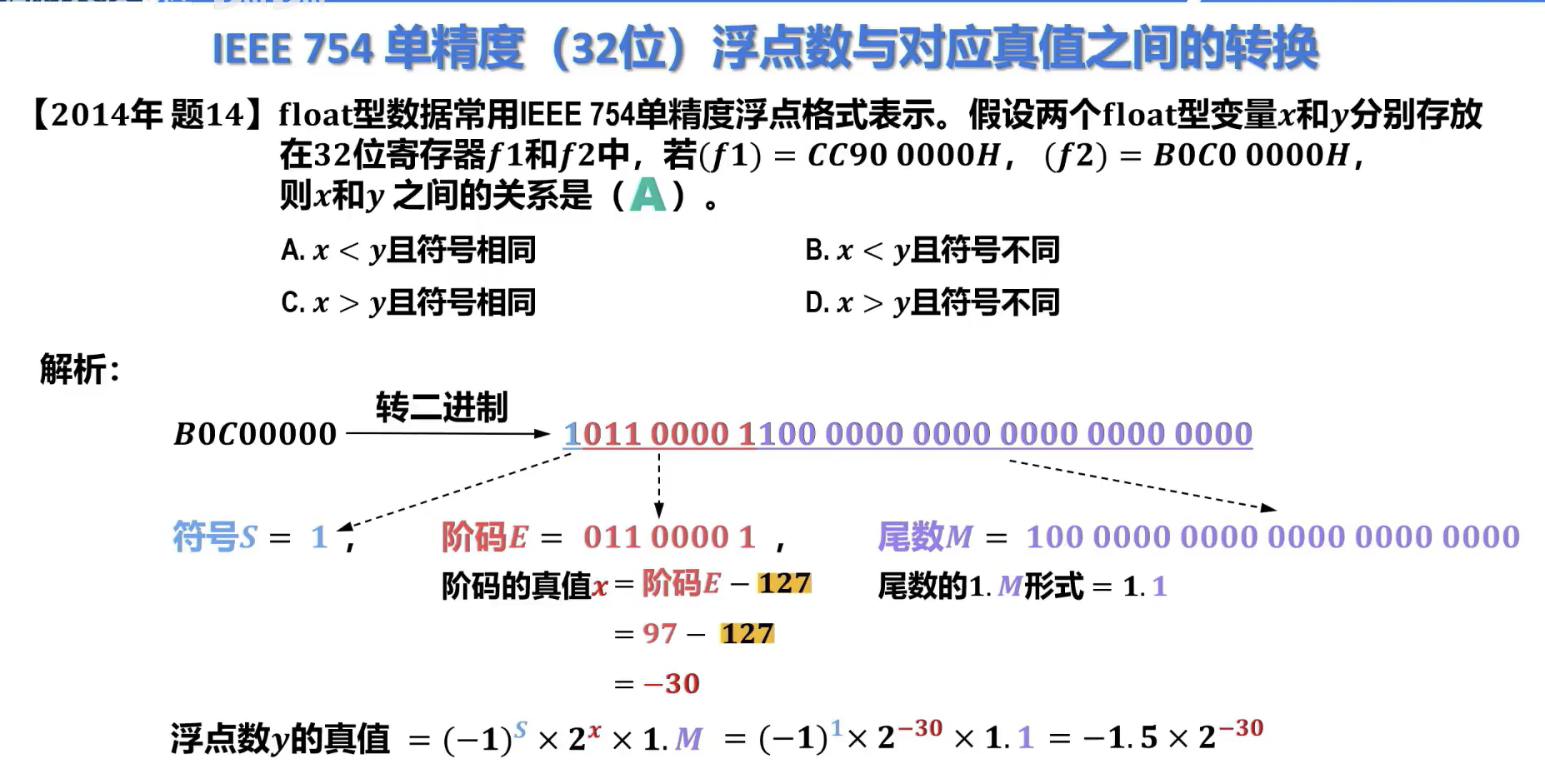 IEEE 754 单精度（32位）浮点数与对应真值之间的转换
【2014年 题14】float型数据常用IEEE 754单精度浮点格式表示。假设两个float型变量x和y分别存放
在32位寄存器f1和f2中，若(f1) = CC90 0000H， (f2) = B0C0 0000H，
则x和y 之间的关系是（A）。
A. x < y且符号相同 B. x < y且符号不同
C. x > y且符号相同 D. x > y且符号不同
解析：
转二进制
B0C00000 1011 0000 1100 0000 0000 0000 0000 0000
符号S = 1， 阶码E = 011 0000 1 ， 尾数M = 100 0000 0000 0000 0000 0000
阶码的真值x = 阶码E − 127 尾数的1. M形式 = 1. 1
= 97 − 127
= −30
浮点数y的真值 = (−1)^S × 2^x × 1. M = (−1)^1 × 2^−30 × 1. 1 = −1. 5 × 2^−30